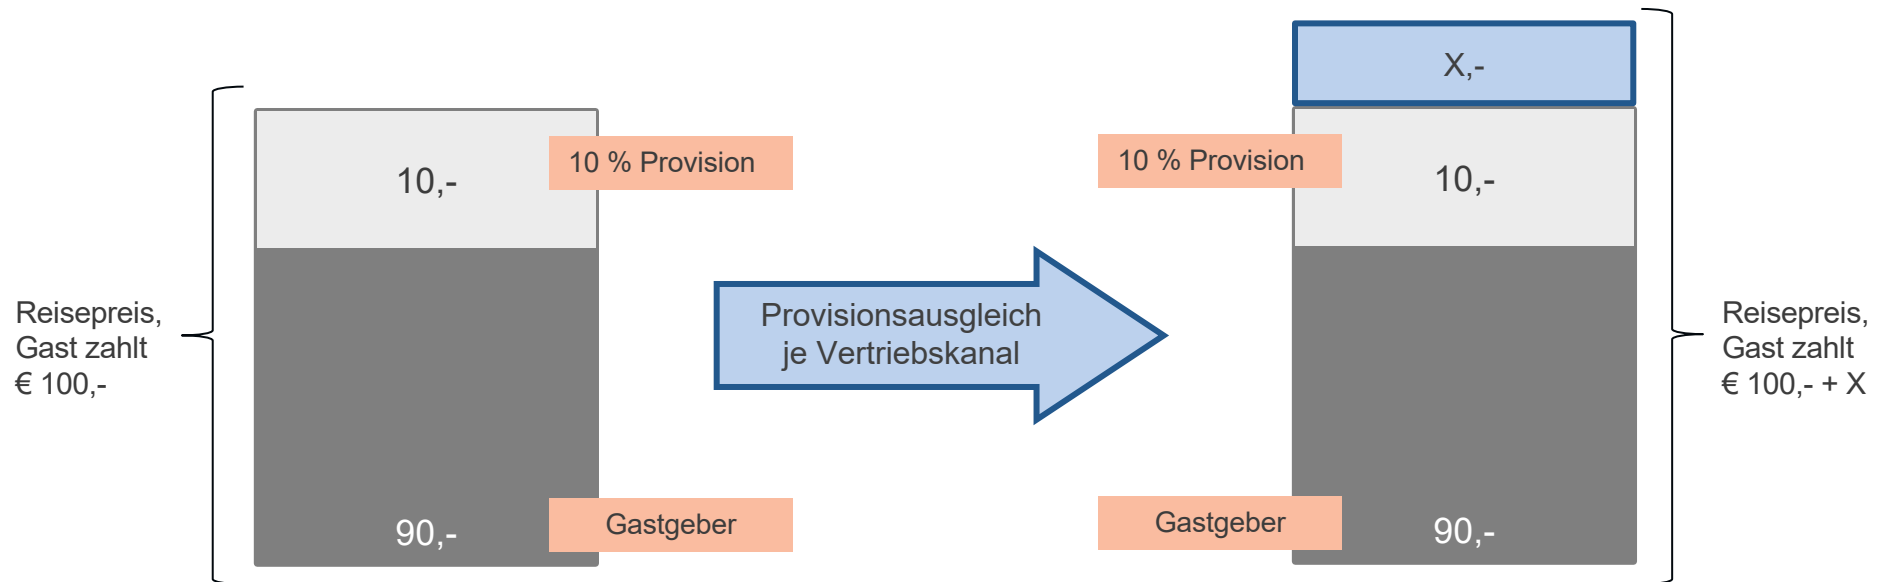 10,-
10 % Provision
Reisepreis,
Gast zahlt
€ 100,-
90,-
Gastgeber
Provisionsausgleich
je Vertriebskanal
X,-
10 % Provision
10,-
Gastgeber
90,-
Reisepreis,
Gast zahlt
€ 100,- + X